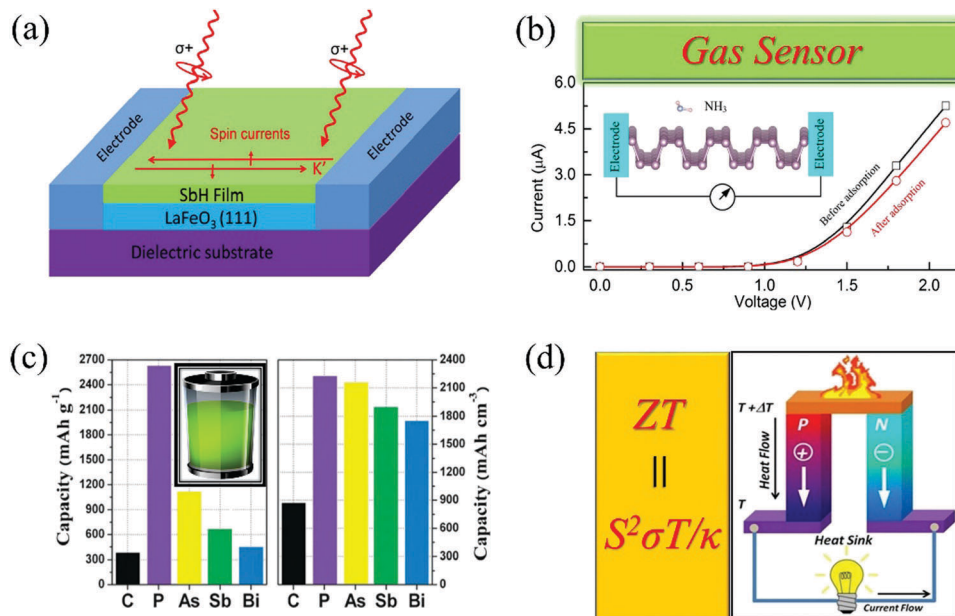 (a)
σ+
σ+
Electrode
Spin currents
K′
Electrode
SbH Film
LaFeO₃ (111)
Dielectric substrate
(b)
Gas Sensor
6.0
4.5
3.0
1.5
0.0
Current (μA)
NH₃
Electrode
Electrode
Before adsorption
After adsorption
0.0 0.6 1.0 1.5 2.0
Voltage (V)
(c)
Capacity (mAh g⁻¹)
2700
2400
2100
1800
1500
1200
900
600
300
0
C P As Sb Bi
2400
2100
1800
1500
1200
900
600
300
0
Capacity (mAh cm⁻³)
C P As Sb Bi
(d)
ZT
=
S²σT/κ
T+ΔT
Heat Flow
T
P
+
N
−
Heat Sink
Current Flow